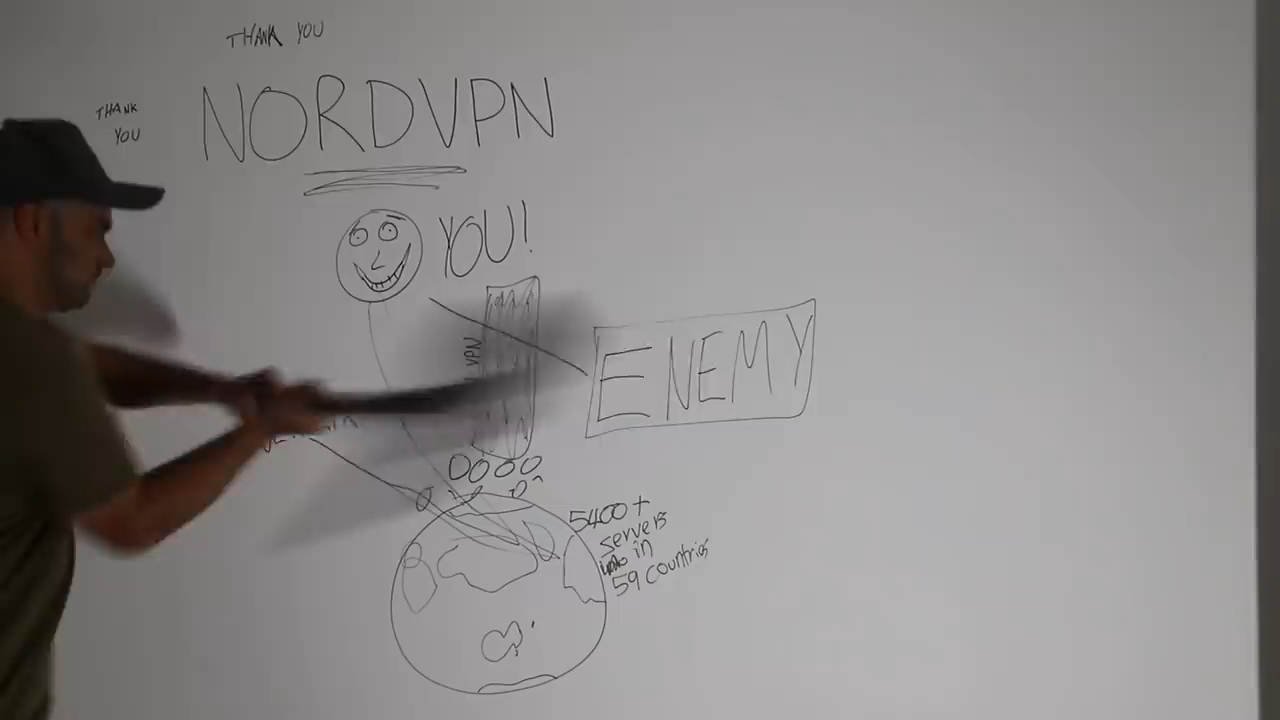 THANK YOU
THANK
YOU
NORDVPN
YOU!
VPN
ENEMY
5400+
servers
in
59 countries